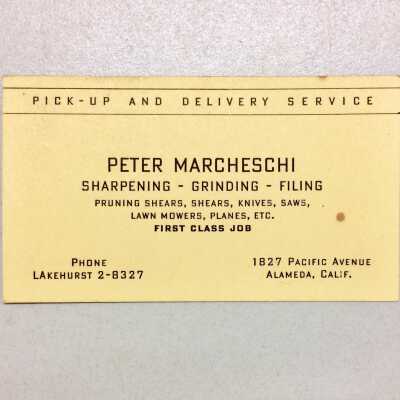 PICK-UP AND DELIVERY SERVICE
PETER MARCHESCHI
SHARPENING - GRINDING - FILING
PRUNING SHEARS, SHEARS, KNIVES, SAWS,
LAWN MOWERS, PLANES, ETC.
FIRST CLASS JOB
PHONE
LAKEHURST 2-8327
1827 PACIFIC AVENUE
ALAMEDA, CALIF.